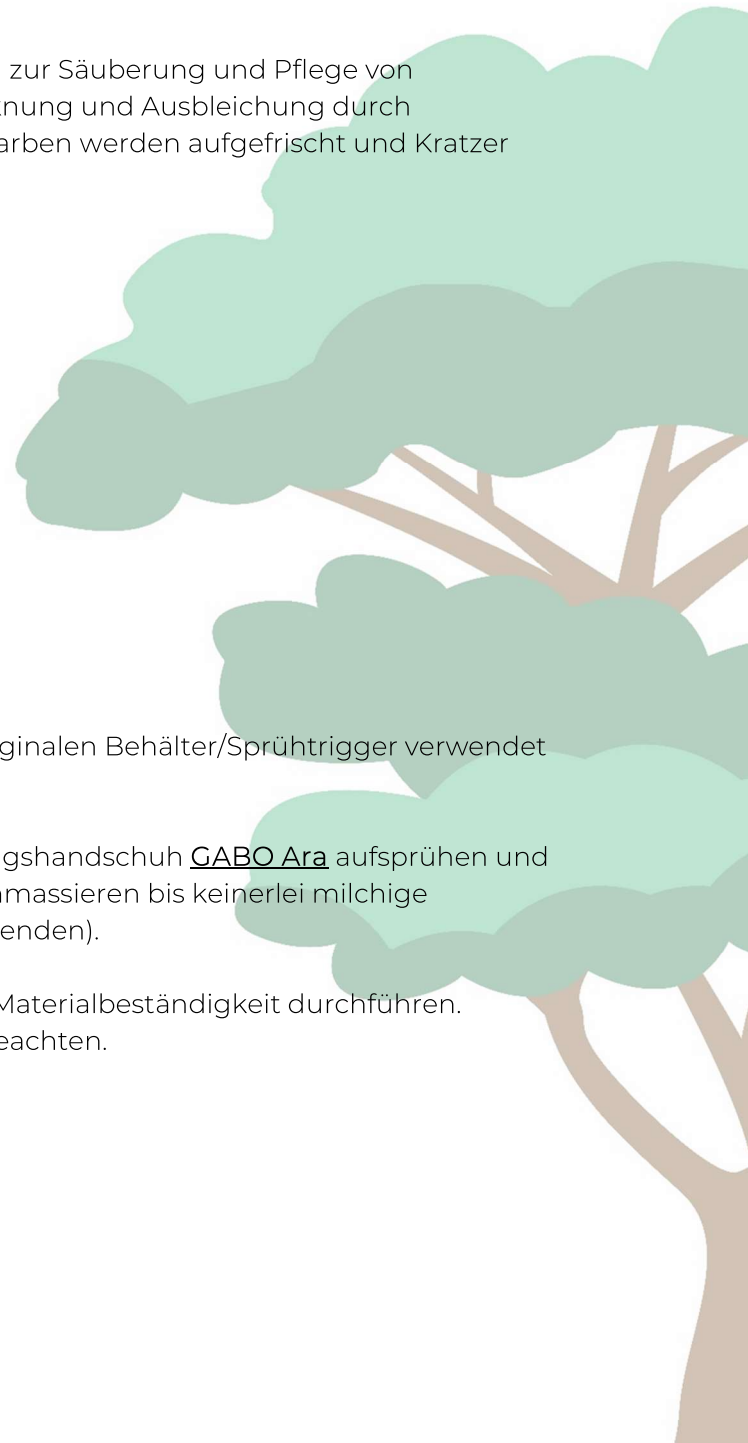 zur Säuberung und Pflege von
knung und Ausbleichung durch
arben werden aufgefrischt und Kratzer
ginalen Behälter/Sprühtrigger verwendet
gshandschuh GABO Ara aufsprühen und
massieren bis keinerlei milchige
enden).
Materialbeständigkeit durchführen.
eachten.